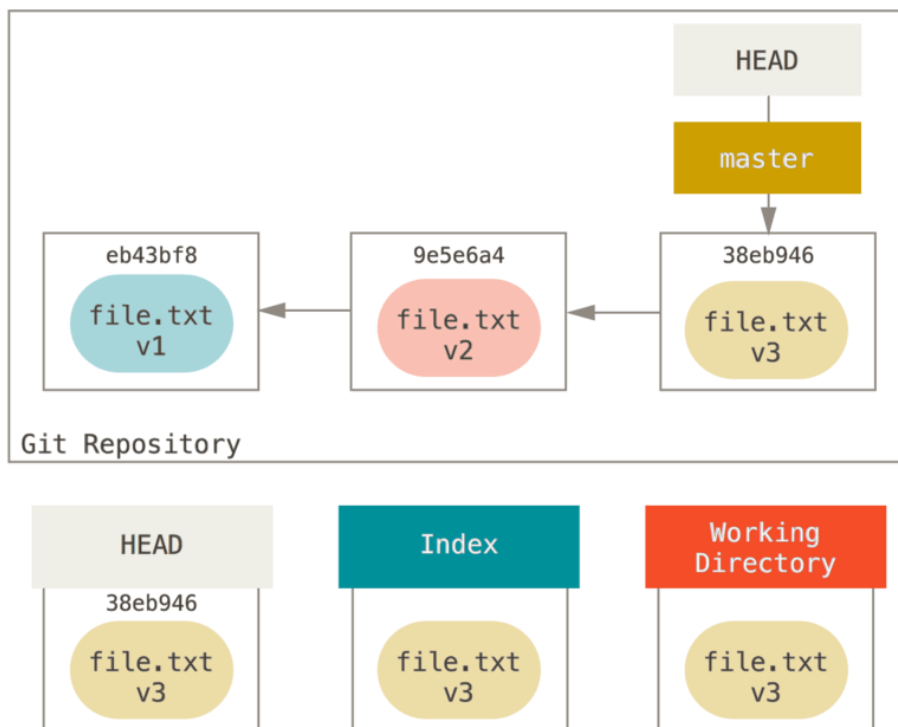 HEAD
master
eb43bf8
9e5e6a4
38eb946
file.txt
v1
file.txt
v2
file.txt
v3
Git Repository
HEAD
Index
Working
Directory
38eb946
file.txt
v3
file.txt
v3
file.txt
v3